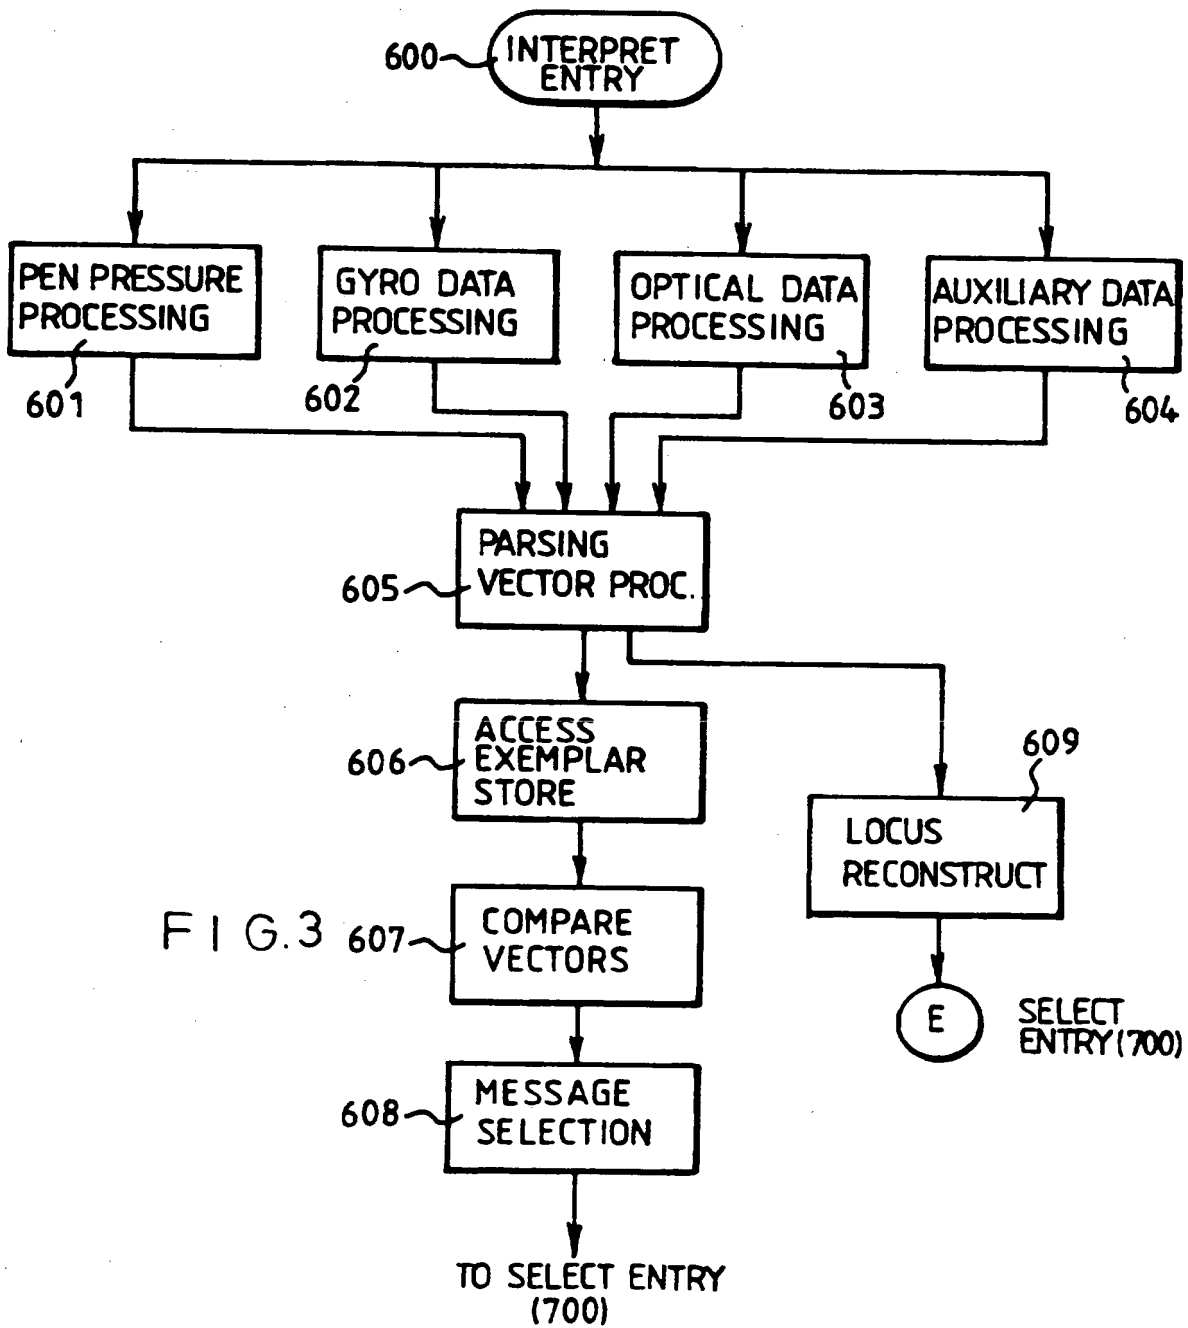 600
INTERPRET
ENTRY
PEN PRESSURE
PROCESSING
601
GYRO DATA
PROCESSING
602
OPTICAL DATA
PROCESSING
603
AUXILIARY DATA
PROCESSING
604
PARSING
VECTOR PROC.
605
ACCESS
EXEMPLAR
STORE
606
609
LOCUS
RECONSTRUCT
FIG.3
607
COMPARE
VECTORS
E
SELECT
ENTRY(700)
608
MESSAGE
SELECTION
TO SELECT ENTRY
(700)